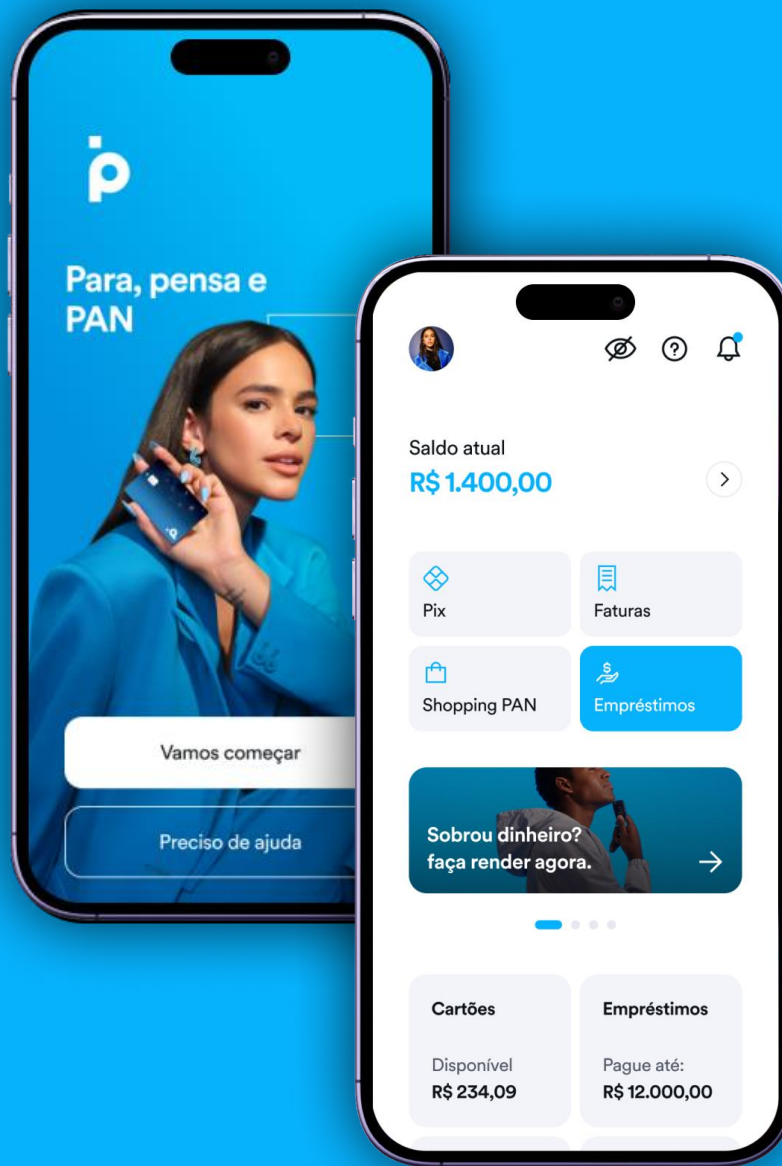 Para, pensa e
PAN
Vamos começar
Preciso de ajuda
Saldo atual
R$ 1.400,00
Pix
Faturas
Shopping PAN
Empréstimos
Sobrou dinheiro?
faça render agora.
Cartões
Disponível
R$ 234,09
Empréstimos
Pague até:
R$ 12.000,00